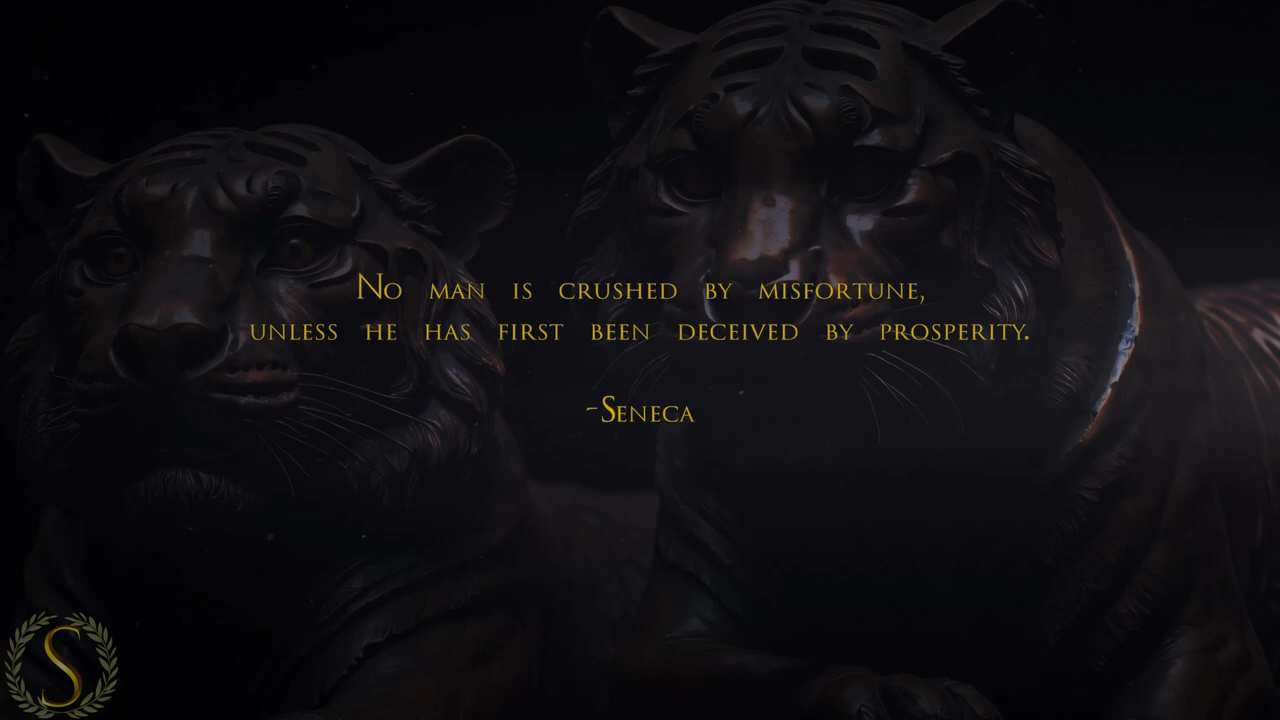 No man is crushed by misfortune,
unless he has first been deceived by prosperity.
-Seneca
S